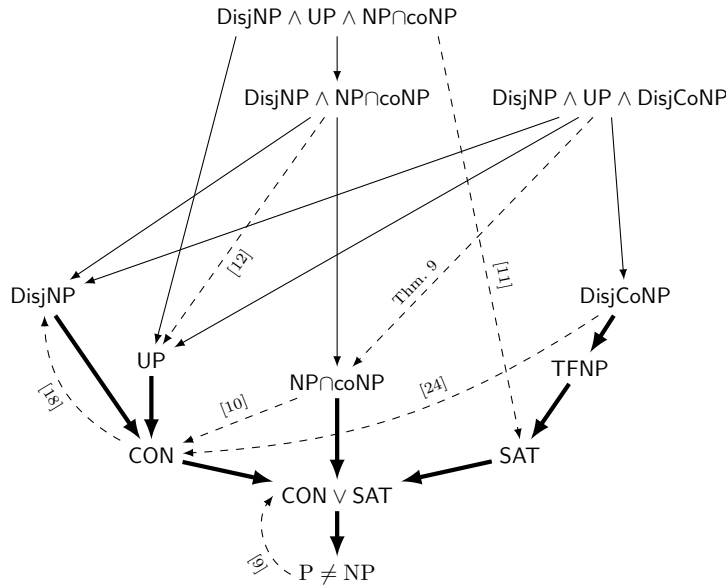 DisjNP ∧ UP ∧ NP∩coNP
DisjNP ∧ NP∩coNP
DisjNP ∧ UP ∧ DisjCoNP
[12]
Thm. 9
[11]
DisjNP
DisjCoNP
UP
TFNP
NP∩coNP
[18]
[10]
[24]
CON
SAT
CON ∨ SAT
[9]
P ≠ NP